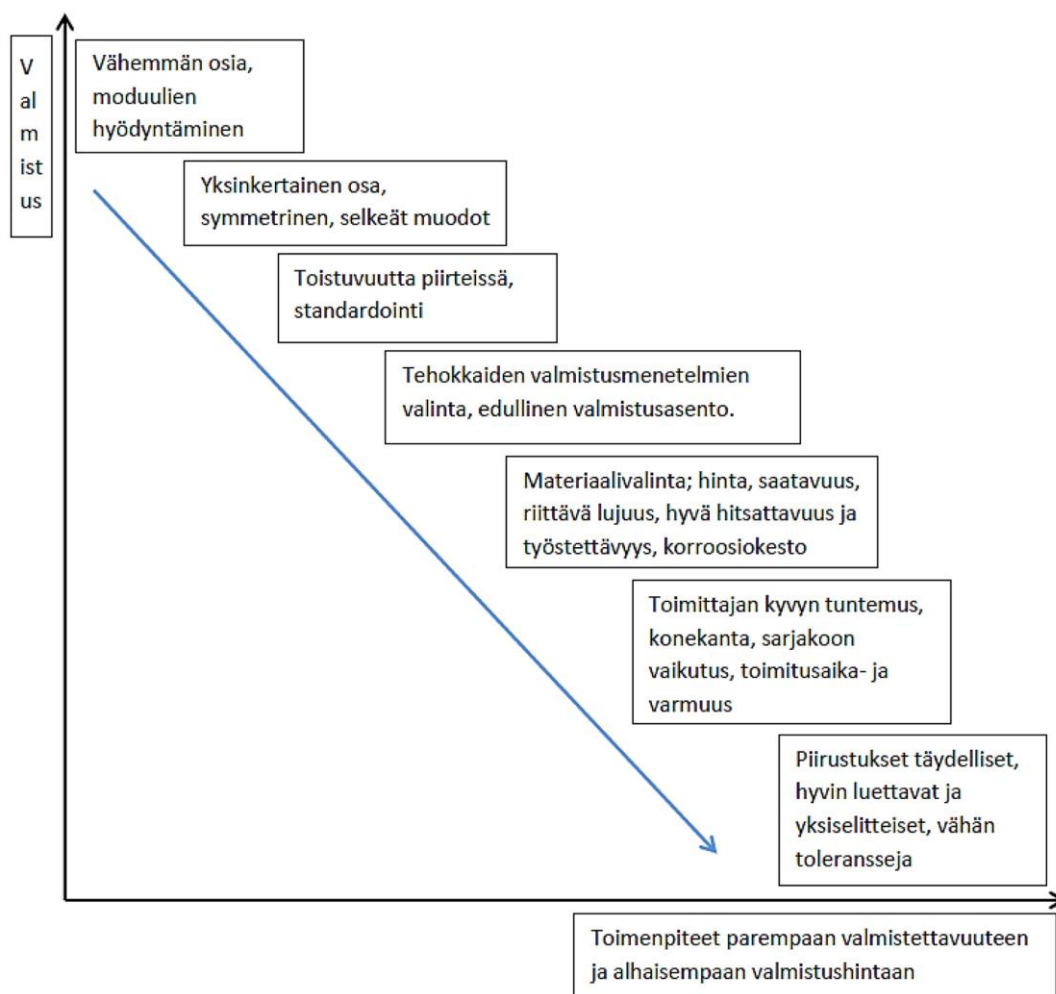 V
al
m
ist
us
Vähemmän osia,
moduulien
hyödyntäminen
Yksinkertainen osa,
symmetrinen, selkeät muodot
Toistuvuutta piirteissä,
standardointi
Tehokkaiden valmistusmenetelmien
valinta, edullinen valmistusasento.
Materiaalivalinta; hinta, saatavuus,
riittävä lujuus, hyvä hitsattavuus ja
työstettävyys, korroosiokesto
Toimittajan kyvyn tuntemus,
konekanta, sarjakoon
vaikutus, toimitusaika- ja
varmuus
Piirustukset täydelliset,
hyvin luettavat ja
yksiselitteiset, vähän
toleransseja
Toimenpiteet parempaan valmistettavuuteen
ja alhaisempaan valmistushintaan